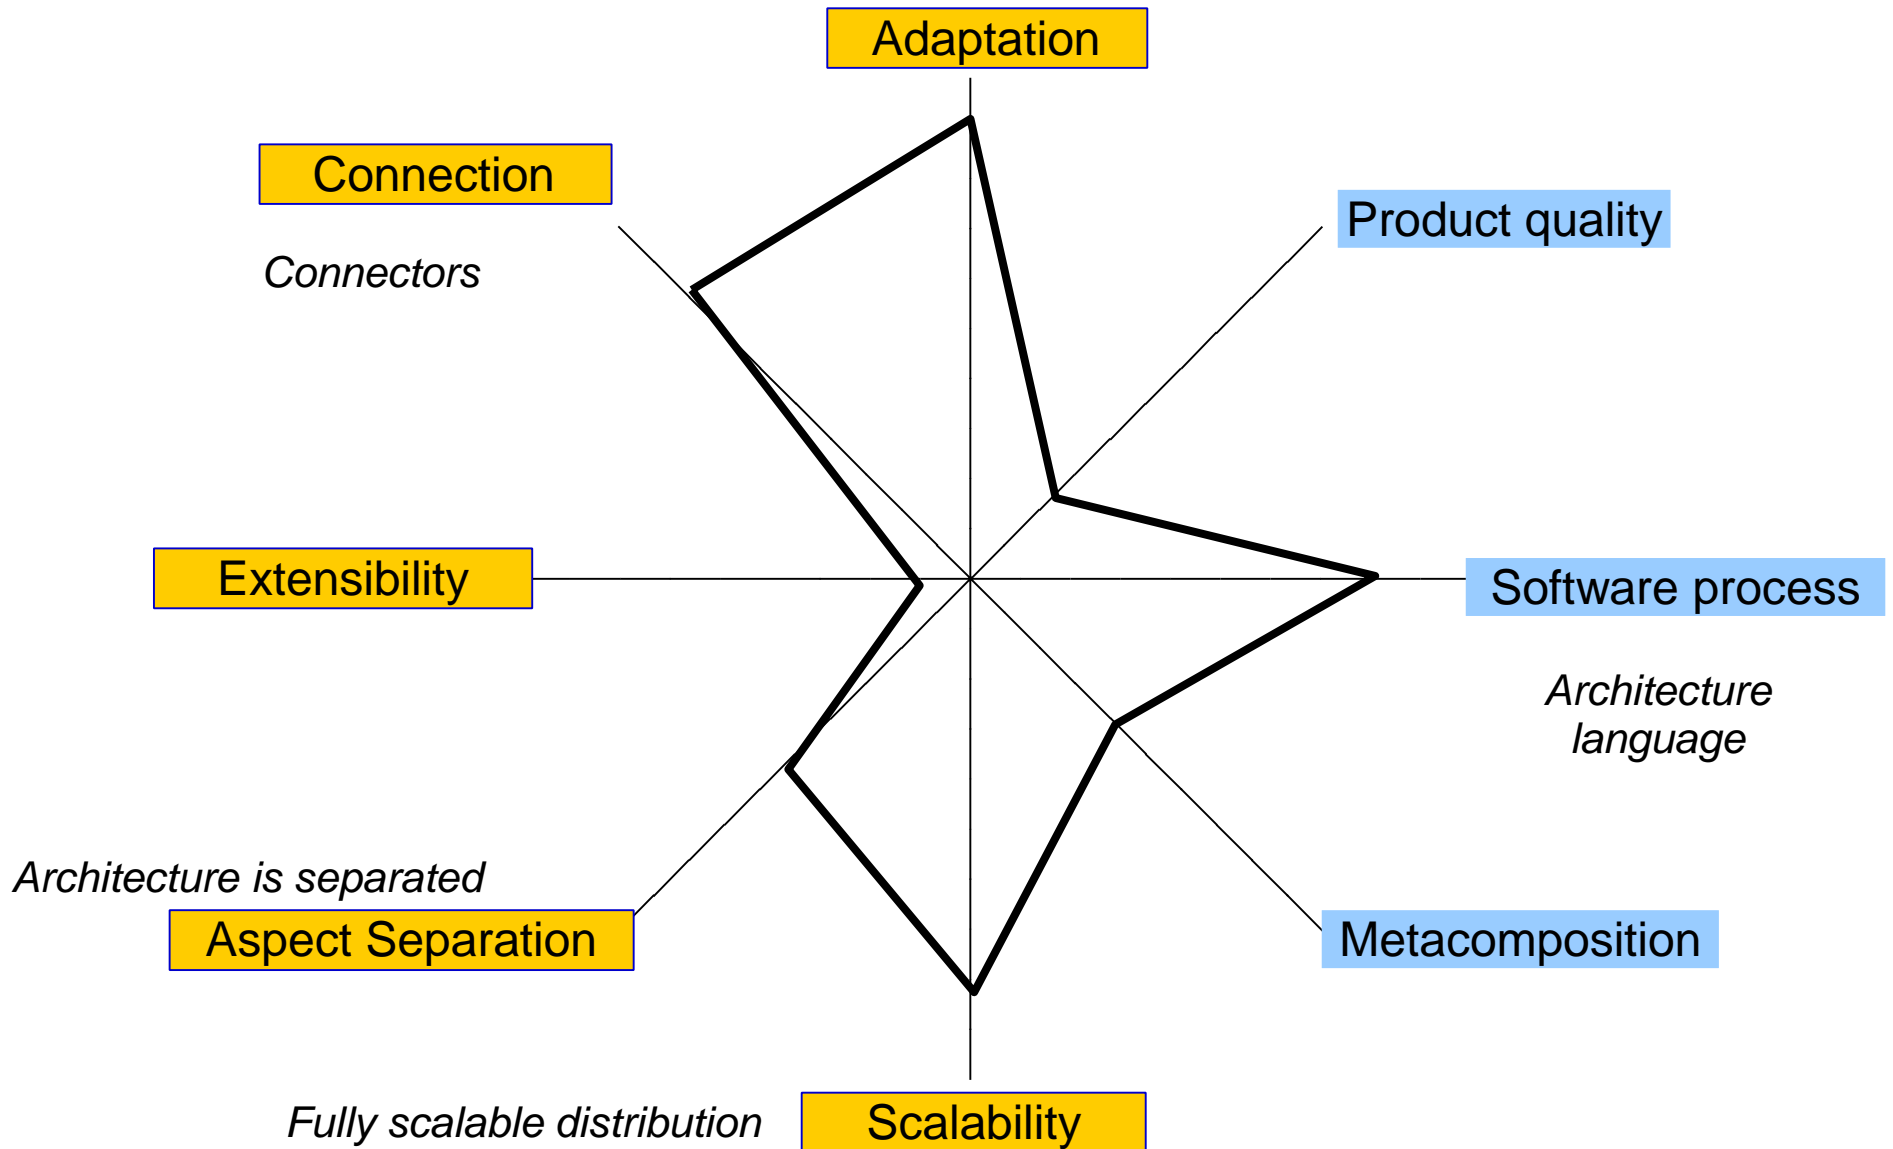 Adaptation
Connection
Product quality
Connectors
Extensibility
Software process
Architecture
language
Architecture is separated
Aspect Separation
Metacomposition
Fully scalable distribution
Scalability